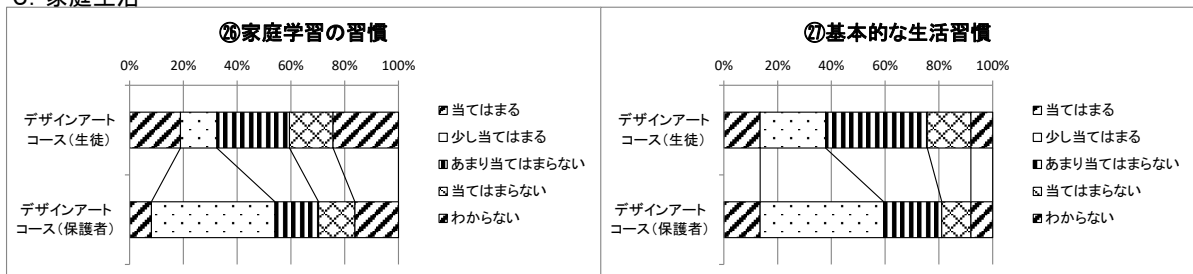 ㉖家庭学習の習慣
0% 20% 40% 60% 80% 100%
デザインアート
コース(生徒)
デザインアート
コース(保護者)
当てはまる
少し当てはまる
あまり当てはまらない
当てはまらない
わからない
㉗基本的な生活習慣
0% 20% 40% 60% 80% 100%
デザインアート
コース(生徒)
デザインアート
コース(保護者)
当てはまる
少し当てはまる
あまり当てはまらない
当てはまらない
わからない